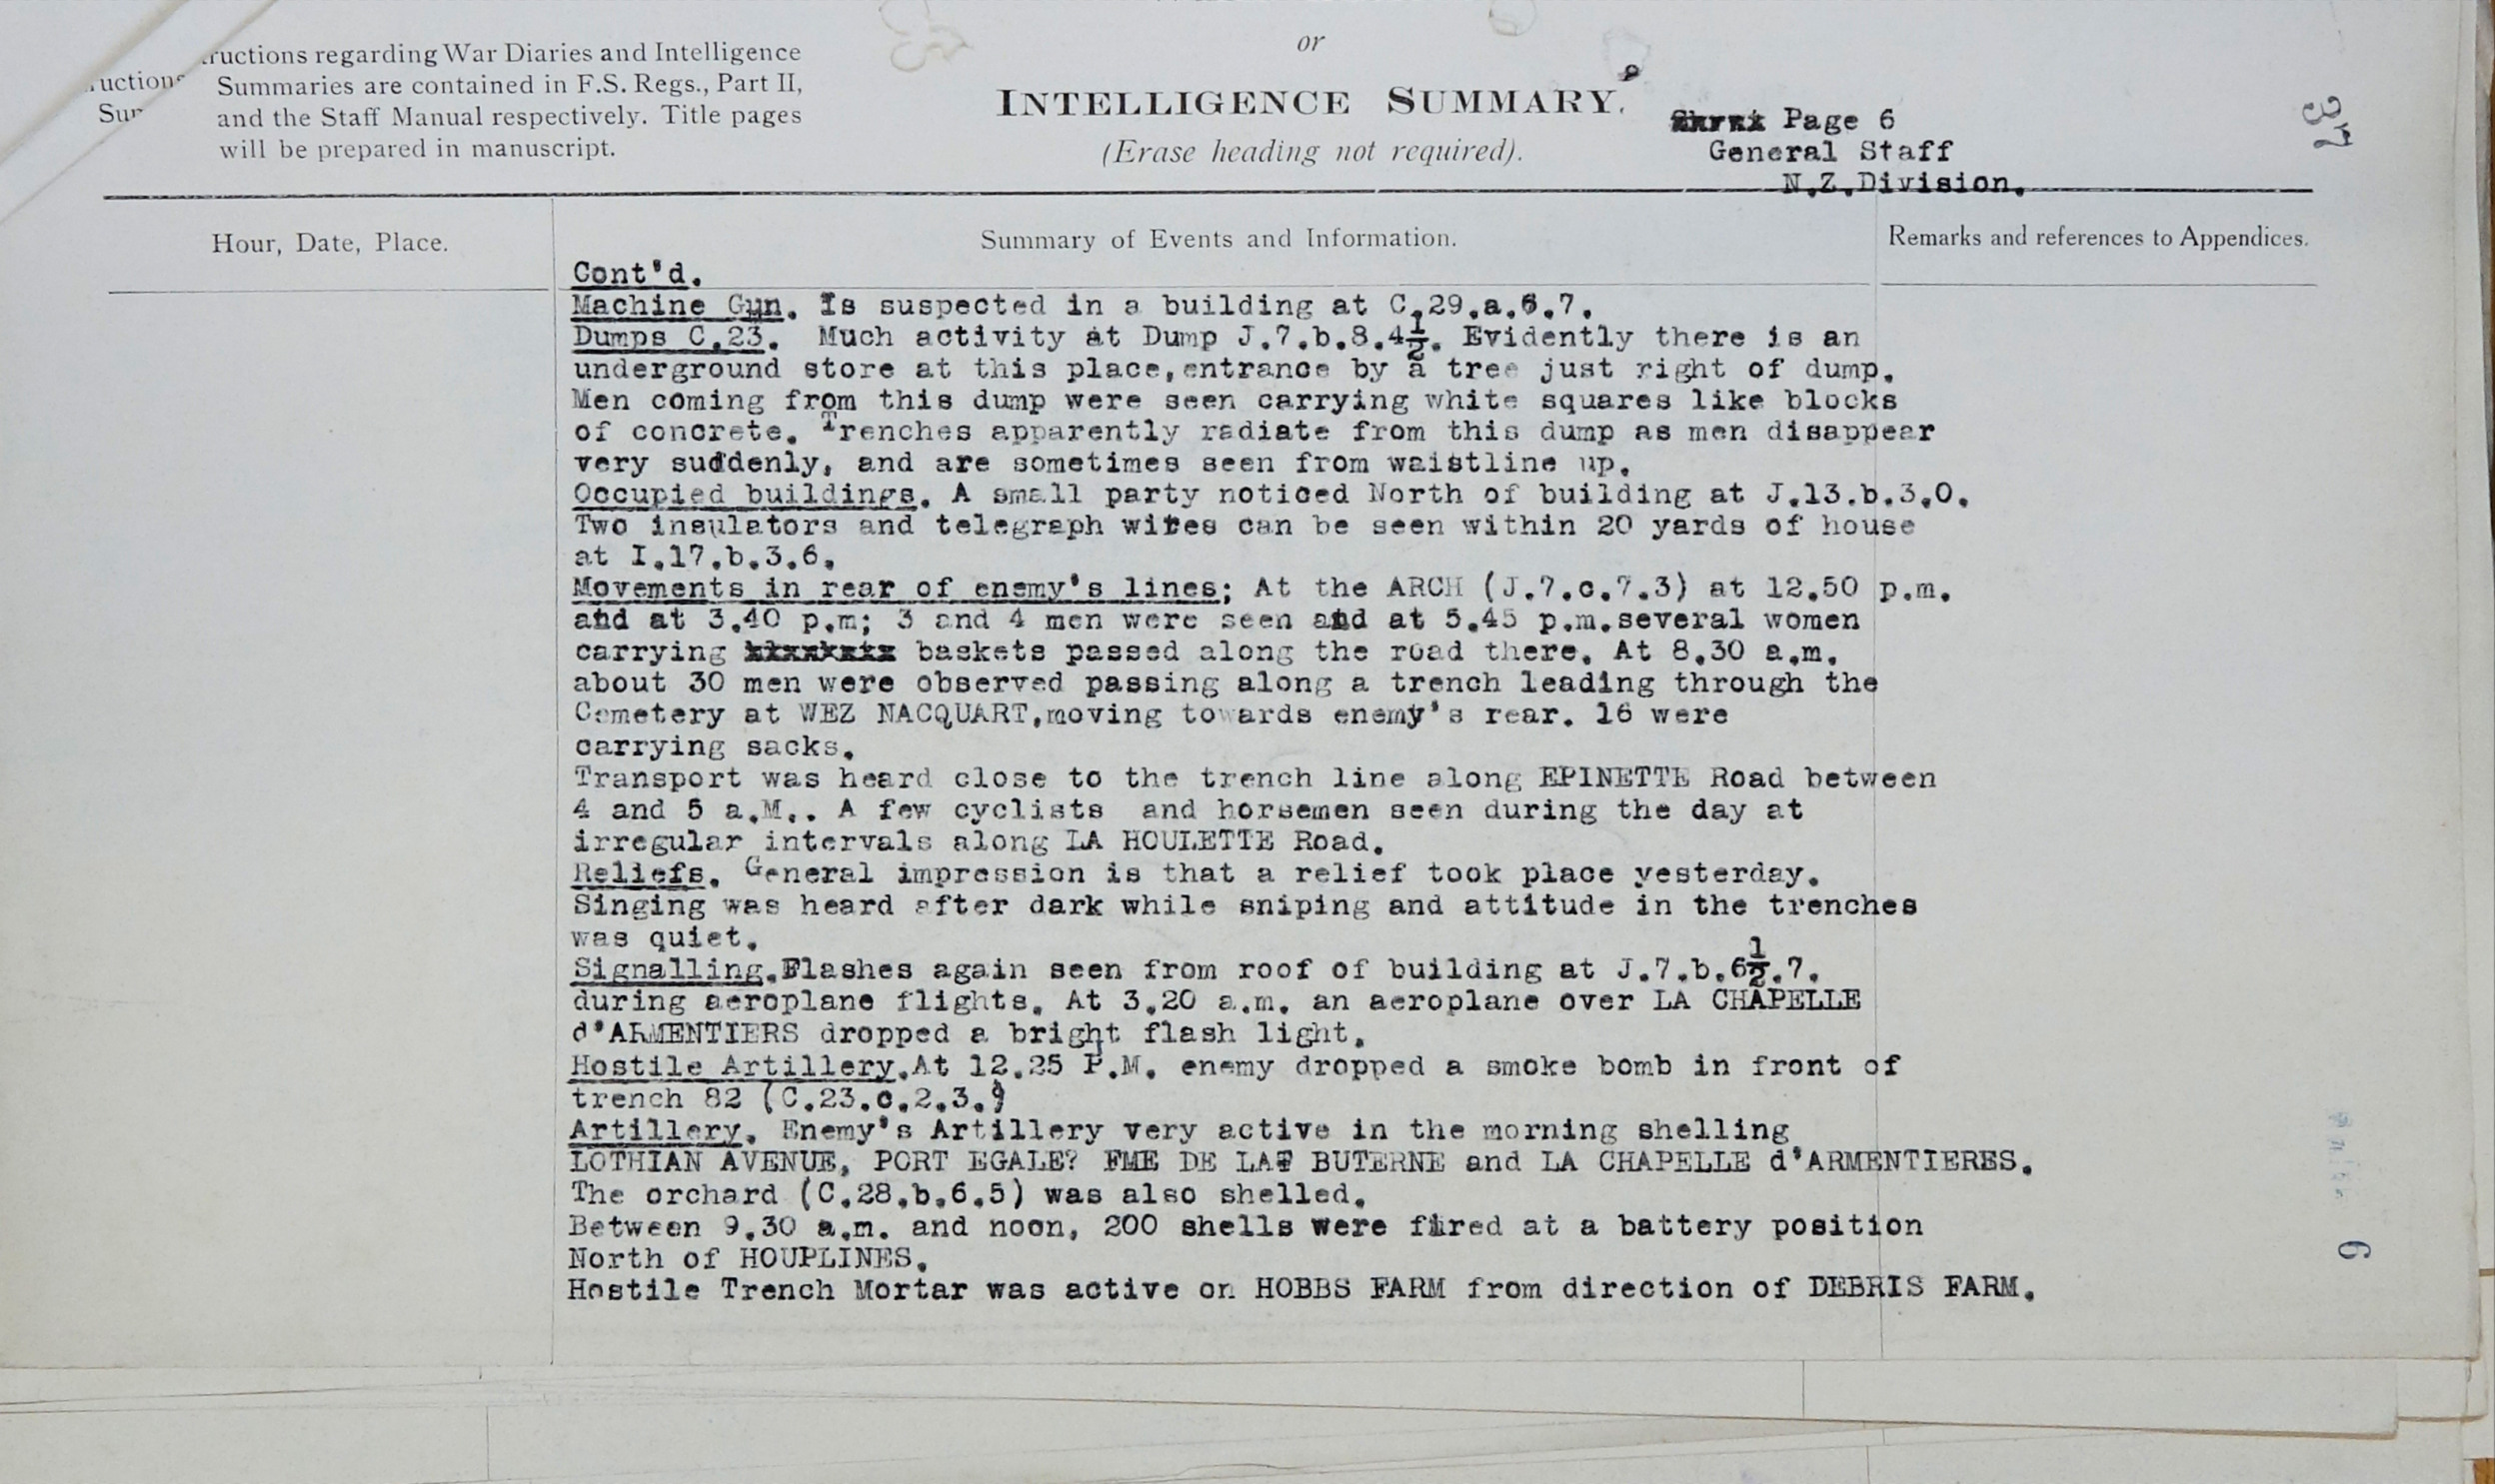 ructions regarding War Diaries and Intelligence
Summaries are contained in F.S. Regs., Part II,
and the Staff Manual respectively. Title pages
will be prepared in manuscript.
or
INTELLIGENCE SUMMARY.
(Erase heading not required).
Page 6
General Staff
N.Z.Division.
37
Hour, Date, Place.
Summary of Events and Information.
Remarks and references to Appendices.
Cont'd.
Machine Gun. Is suspected in a building at C.29.a.6.7.
Dumps C.23. Much activity at Dump J.7.b.8.4½. Evidently there is an
underground store at this place,entrance by a tree just right of dump.
Men coming from this dump were seen carrying white squares like blocks
of concrete. Trenches apparently radiate from this dump as men disappear
very suddenly, and are sometimes seen from waistline up.
Occupied buildings. A small party noticed North of building at J.13.b.3.0.
Two insulators and telegraph wires can be seen within 20 yards of house
at I.17.b.3.6.
Movements in rear of enemy's lines; At the ARCH (J.7.c.7.3) at 12.50 p.m.
and at 3.40 p.m; 3 and 4 men were seen and at 5.45 p.m.several women
carrying baskets passed along the road there. At 8.30 a.m.
about 30 men were observed passing along a trench leading through the
Cemetery at WEZ NACQUART,moving towards enemy's rear. 16 were
carrying sacks.
Transport was heard close to the trench line along EPINETTE Road between
4 and 5 a.M.. A few cyclists and horsemen seen during the day at
irregular intervals along LA HOULETTE Road.
Reliefs. General impression is that a relief took place yesterday.
Singing was heard after dark while sniping and attitude in the trenches
was quiet.
Signalling.Flashes again seen from roof of building at J.7.b.6½.7.
during aeroplane flights. At 3.20 a.m. an aeroplane over LA CHAPELLE
d'ARMENTIERS dropped a bright flash light.
Hostile Artillery.At 12.25 P.M. enemy dropped a smoke bomb in front of
trench 82 (C.23.c.2.3.)
Artillery. Enemy's Artillery very active in the morning shelling
LOTHIAN AVENUE, PORT EGALE? FME DE LA BUTERNE and LA CHAPELLE d'ARMENTIERES.
The orchard (C.28.b.6.5) was also shelled.
Between 9.30 a.m. and noon, 200 shells were fired at a battery position
North of HOUPLINES.
Hostile Trench Mortar was active on HOBBS FARM from direction of DEBRIS FARM.
6